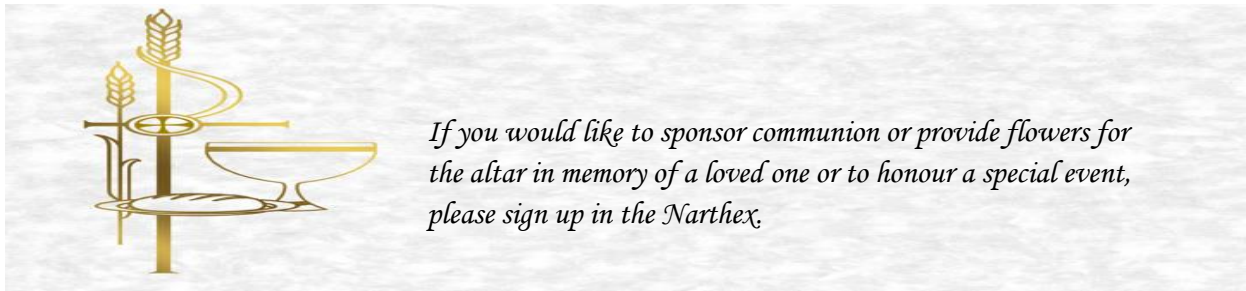 If you would like to sponsor communion or provide flowers for
the altar in memory of a loved one or to honour a special event,
please sign up in the Narthex.